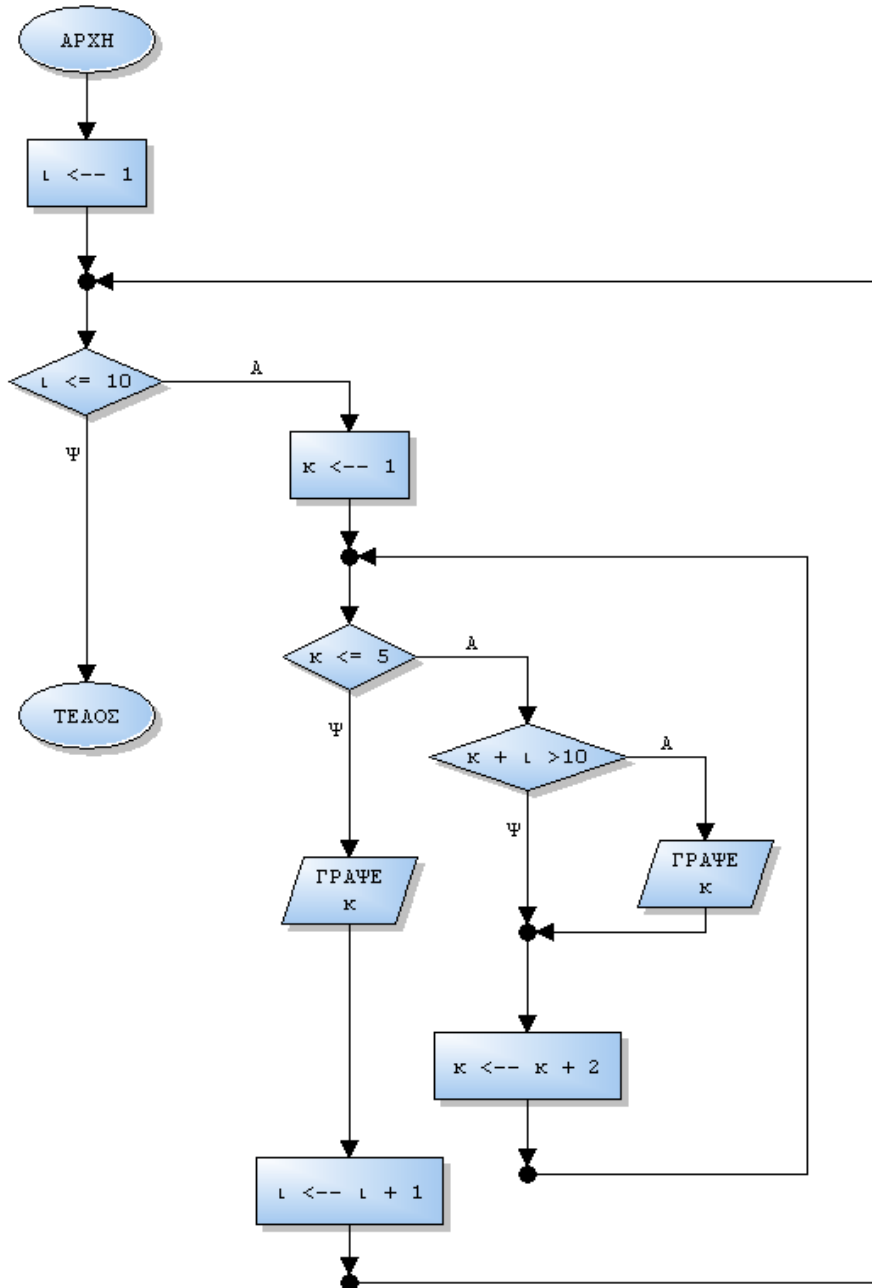 ΑΡΧΗ
ι <-- 1
ι <= 10
Α
Ψ
κ <-- 1
κ <= 5
Α
Ψ
ΤΕΛΟΣ
κ + ι >10
Α
Ψ
ΓΡΑΨΕ
κ
ΓΡΑΨΕ
κ
κ <-- κ + 2
ι <-- ι + 1